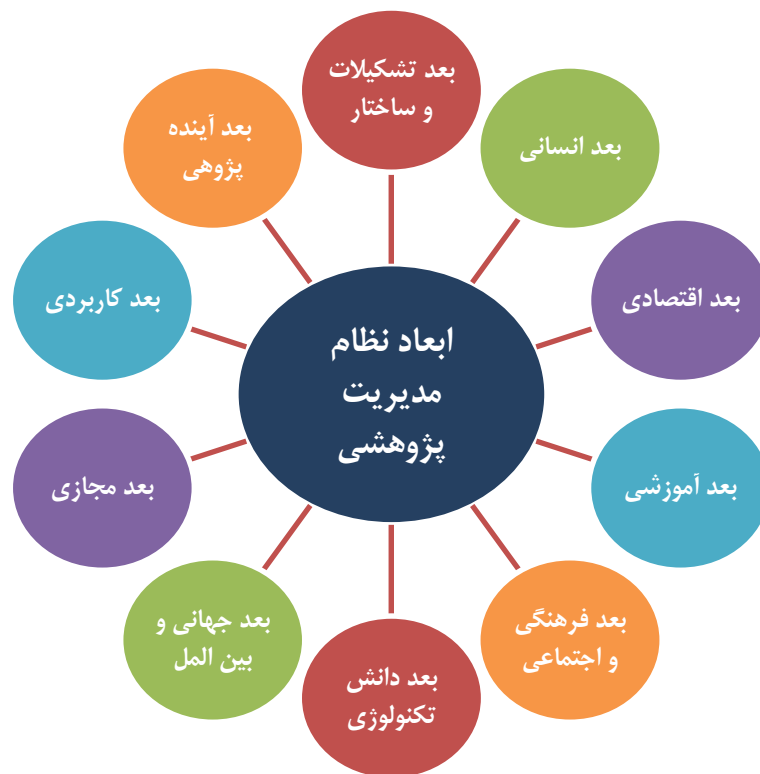 ابعاد نظام
مدیریت
پژوهشی
بعد تشکیلات
و ساختار
بعد انسانی
بعد اقتصادی
بعد آموزشی
بعد فرهنگی
و اجتماعی
بعد دانش
تکنولوژی
بعد جهانی و
بین المل
بعد مجازی
بعد کاربردی
بعد آینده
پژوهی